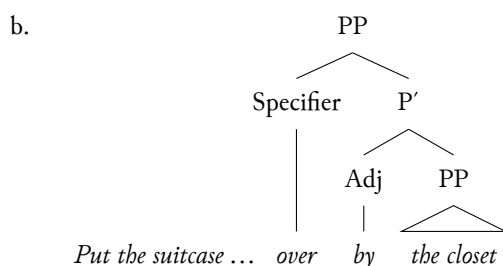 b.
PP
Specifier P′
Adj PP
Put the suitcase … over by the closet